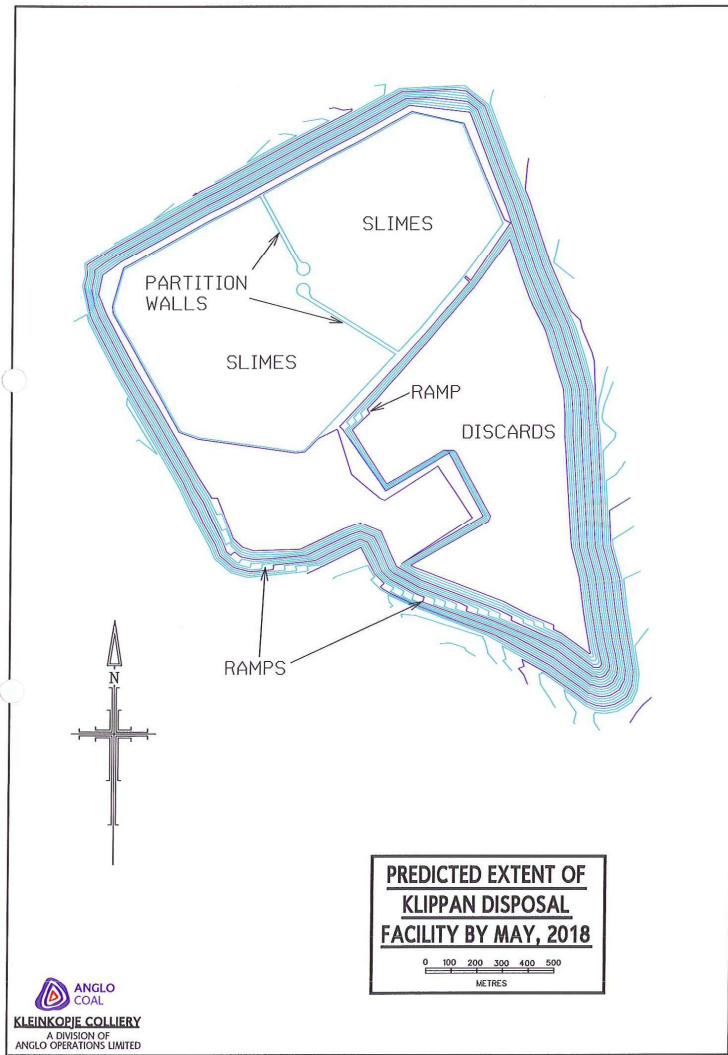 SLIMES
PARTITION
WALLS
SLIMES
RAMP
DISCARDS
RAMPS
N
PREDICTED EXTENT OF
KLIPPAN DISPOSAL
FACILITY BY MAY, 2018
0 100 200 300 400 500
METRES
ANGLO
COAL
KLEINKOPJE COLLIERY
A DIVISION OF
ANGLO OPERATIONS LIMITED